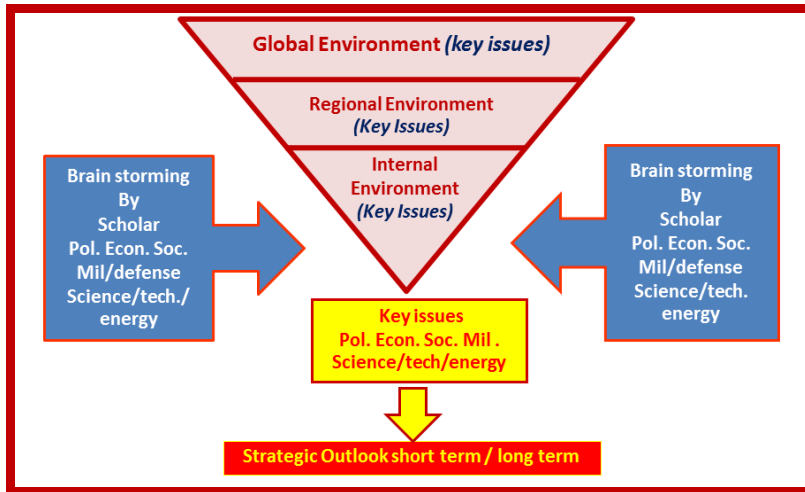 Global Environment (key issues)
Regional Environment
(Key Issues)
Internal
Environment
(Key Issues)
Brain storming
By
Scholar
Pol. Econ. Soc.
Mil/defense
Science/tech./
energy
Brain storming
By
Scholar
Pol. Econ. Soc.
Mil/defense
Science/tech.
energy
Key issues
Pol. Econ. Soc. Mil .
Science/tech/energy
Strategic Outlook short term / long term